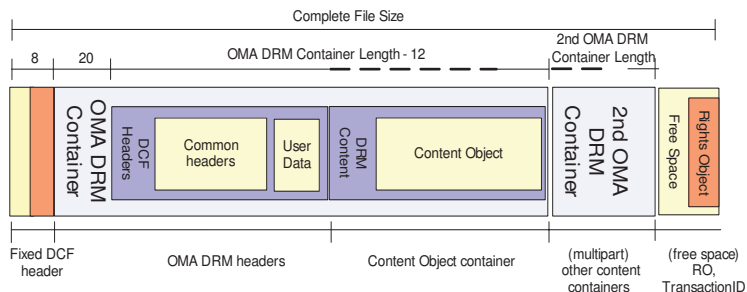 Complete File Size
8
20
OMA DRM Container Length - 12
2nd OMA DRM
Container Length
OMA DRM
Container
DCF
Headers
Common
headers
User
Data
DRM
Content
Content Object
2nd OMA
DRM
Container
Free Space
Rights Object
Fixed DCF
header
OMA DRM headers
Content Object container
(multipart)
other content
containers
(free space)
RO,
TransactionID